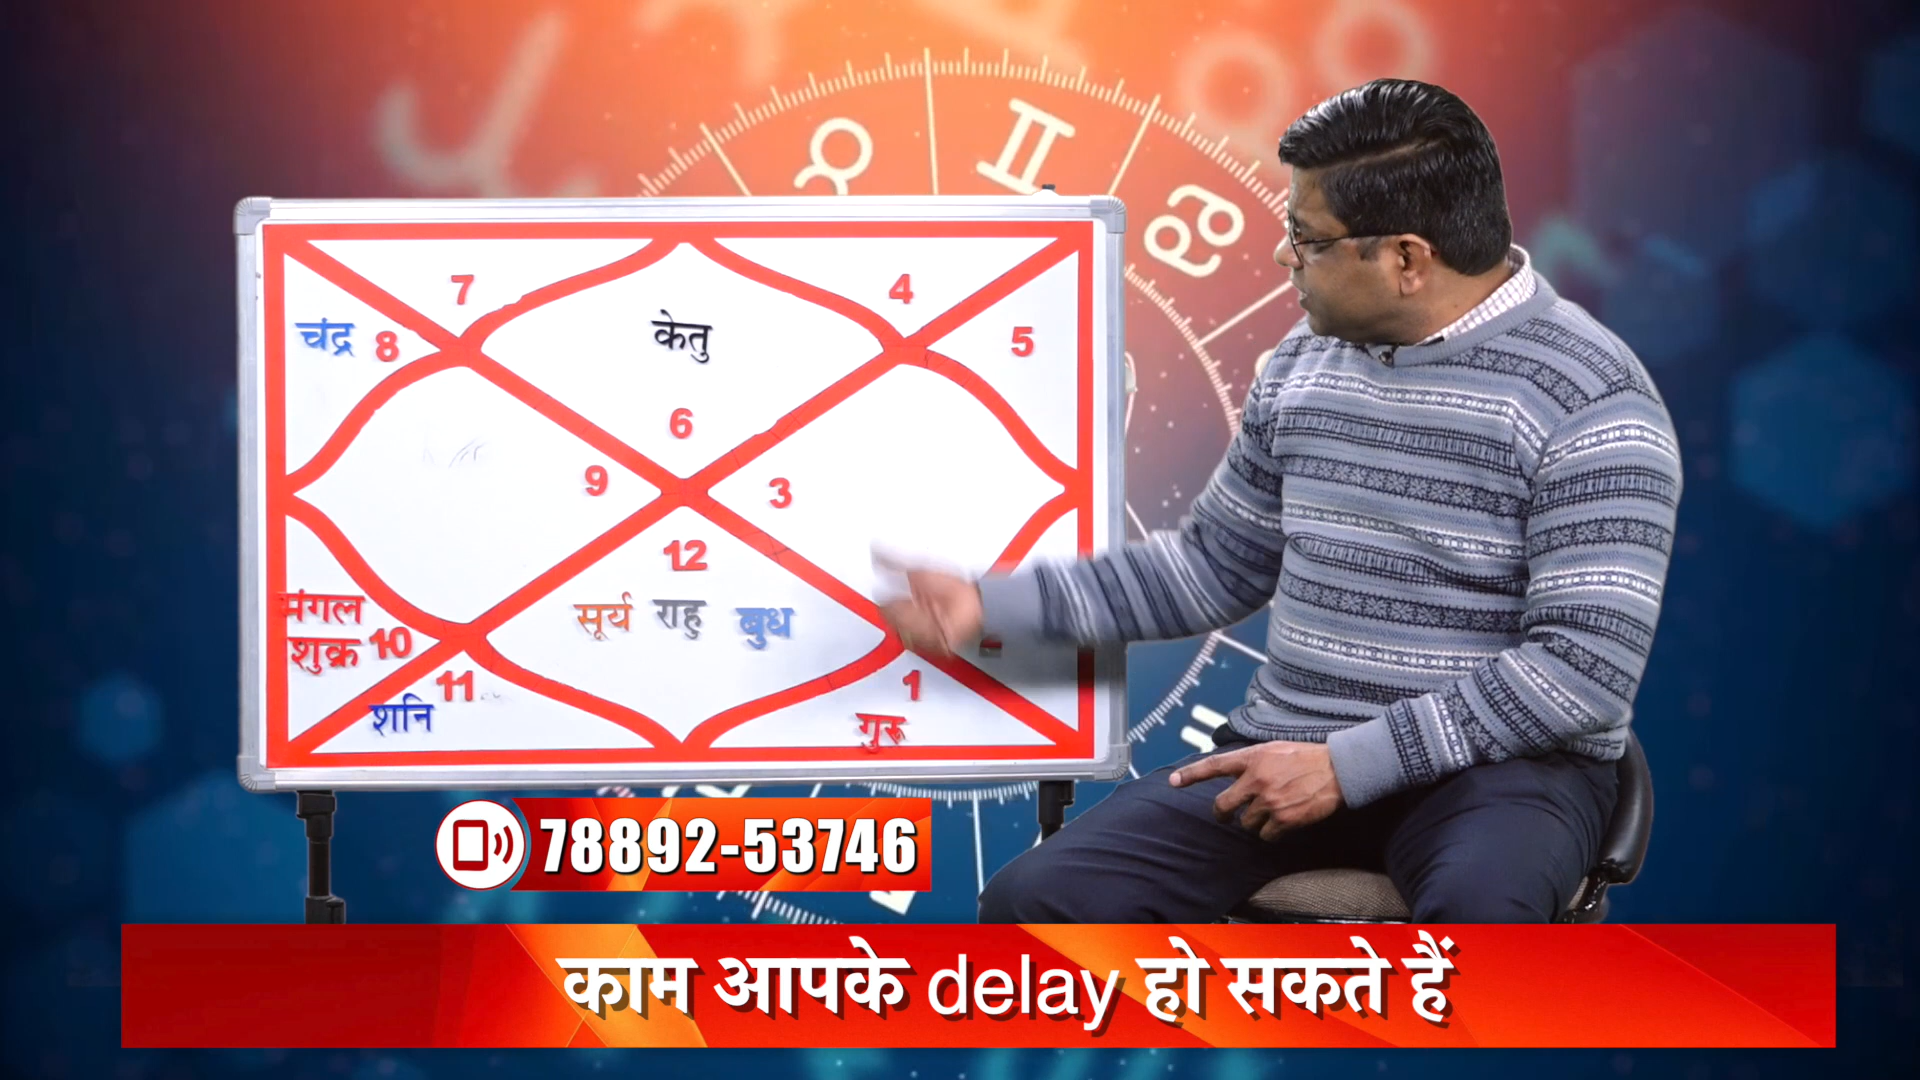 7
4
चंद्र 8
केतु
5
6
9
3
12
मंगल
शुक्र 10
सूर्य राहु बुध
11
शनि
1
गुरु
78892-53746
काम आपके delay हो सकते हैं